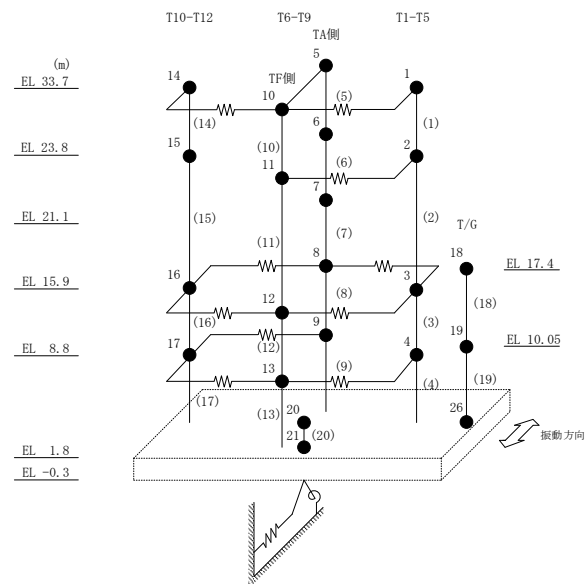 T10-T12 T6-T9 T1-T5
TA側
(m) 5
EL 33.7 14 TF側 1
10 (5)
(14) (10) 6 (1)
EL 23.8 15 11 (6) 2
7
EL 21.1 (15) (7) (2) T/G
(11) 8 18 EL 17.4
EL 15.9 16 12 (8) 3 (18)
(16) (12) 9 (3) 19 EL 10.05
EL 8.8 17 13 (9) 4
(17) (13) 20 (4) (19)
21 (20) 26
振動方向
EL 1.8
EL -0.3